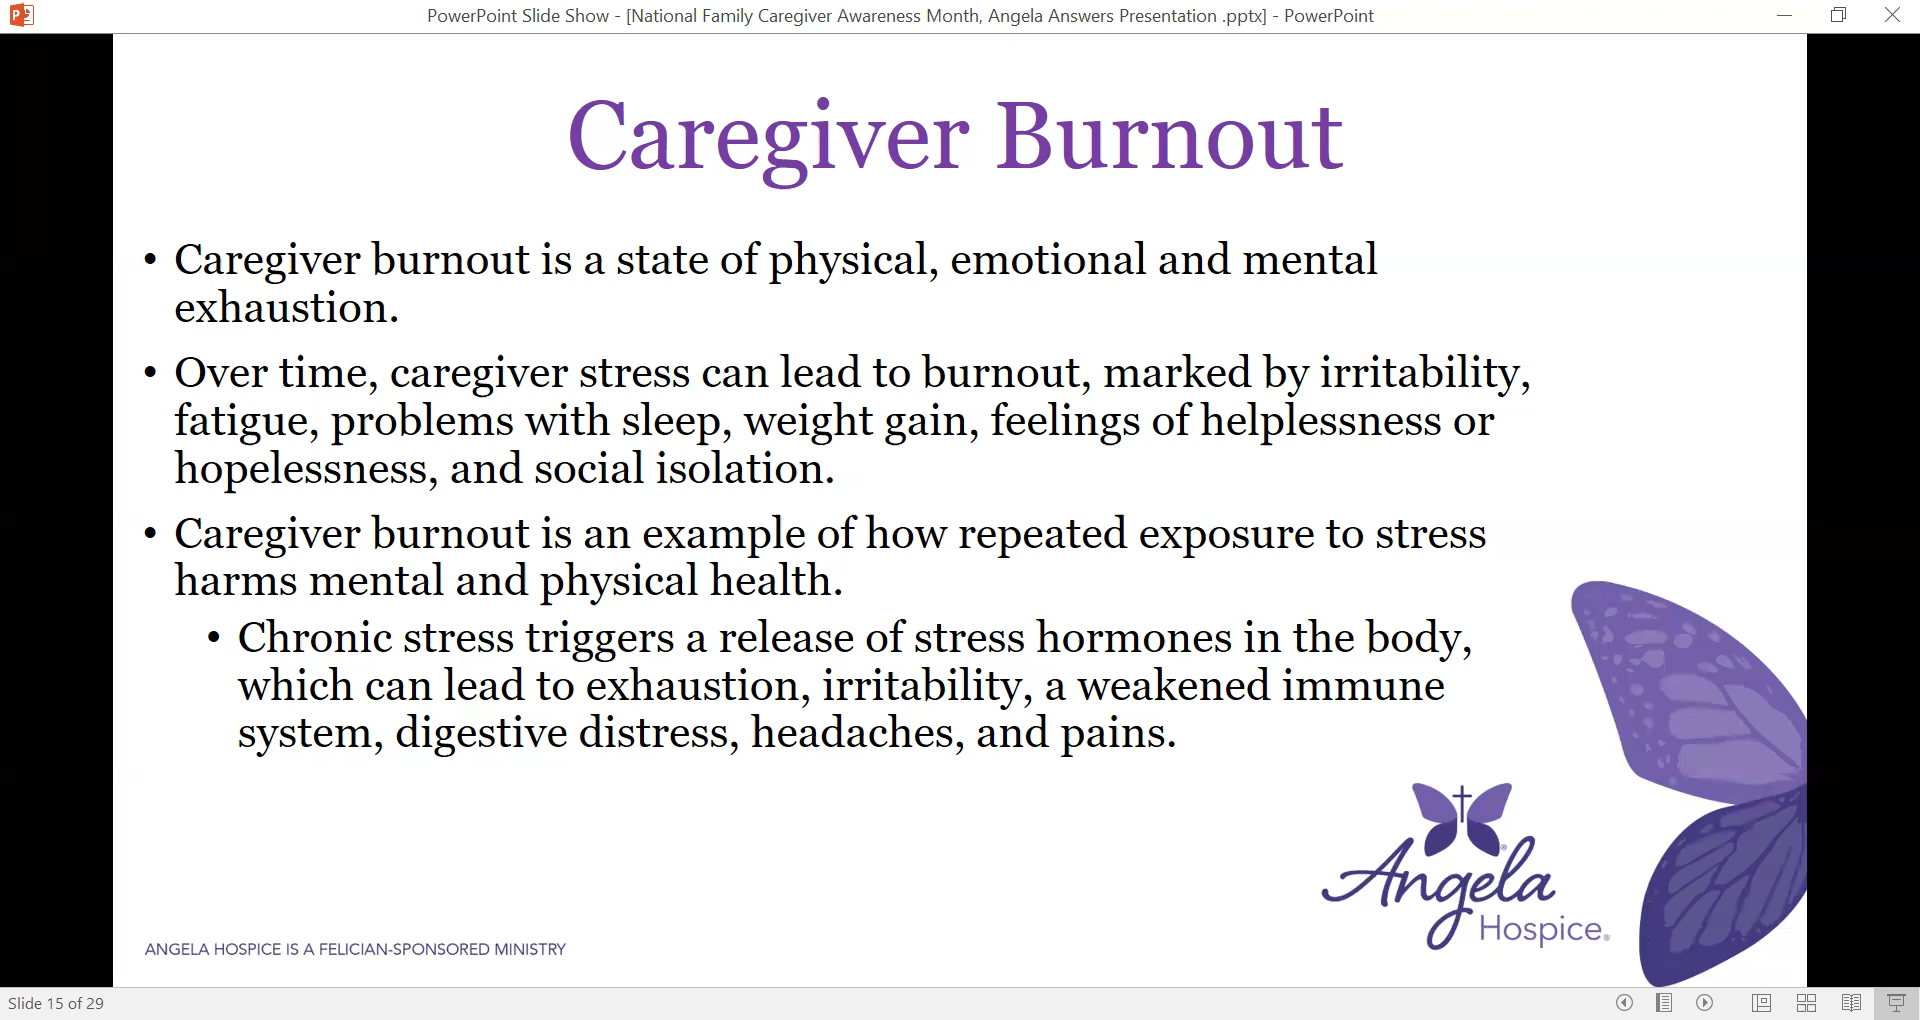 PowerPoint Slide Show - [National Family Caregiver Awareness Month, Angela Answers Presentation .pptx] - PowerPoint
Caregiver Burnout
• Caregiver burnout is a state of physical, emotional and mental
exhaustion.
• Over time, caregiver stress can lead to burnout, marked by irritability,
fatigue, problems with sleep, weight gain, feelings of helplessness or
hopelessness, and social isolation.
• Caregiver burnout is an example of how repeated exposure to stress
harms mental and physical health.
• Chronic stress triggers a release of stress hormones in the body,
which can lead to exhaustion, irritability, a weakened immune
system, digestive distress, headaches, and pains.
Angela
Hospice®
ANGELA HOSPICE IS A FELICIAN-SPONSORED MINISTRY
Slide 15 of 29